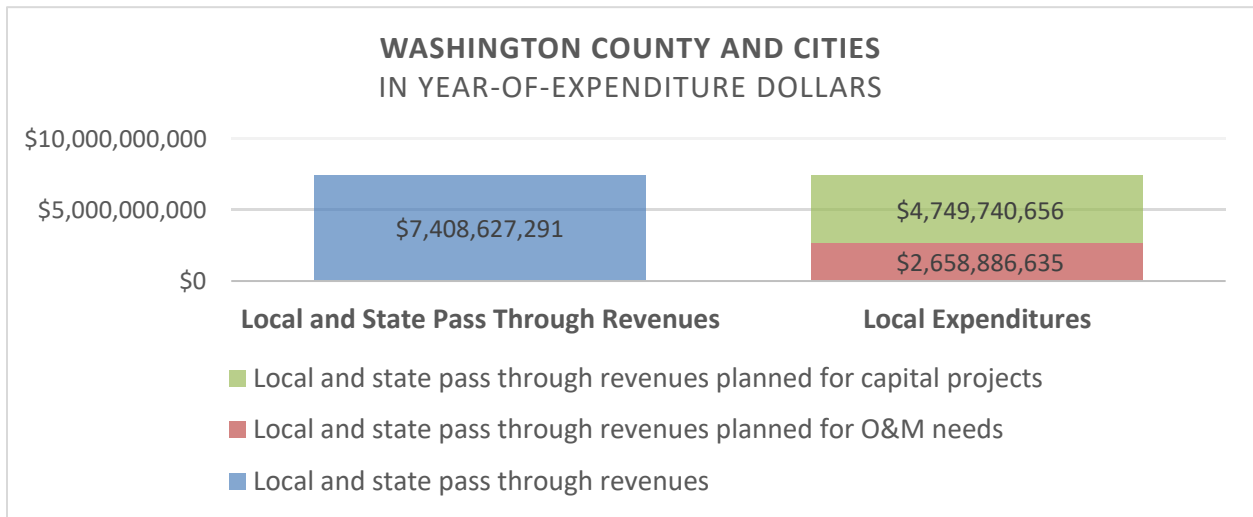 WASHINGTON COUNTY AND CITIES
IN YEAR-OF-EXPENDITURE DOLLARS
$10,000,000,000
$5,000,000,000
$0
$7,408,627,291
$4,749,740,656
$2,658,886,635
Local and State Pass Through Revenues
Local Expenditures
Local and state pass through revenues planned for capital projects
Local and state pass through revenues planned for O&M needs
Local and state pass through revenues